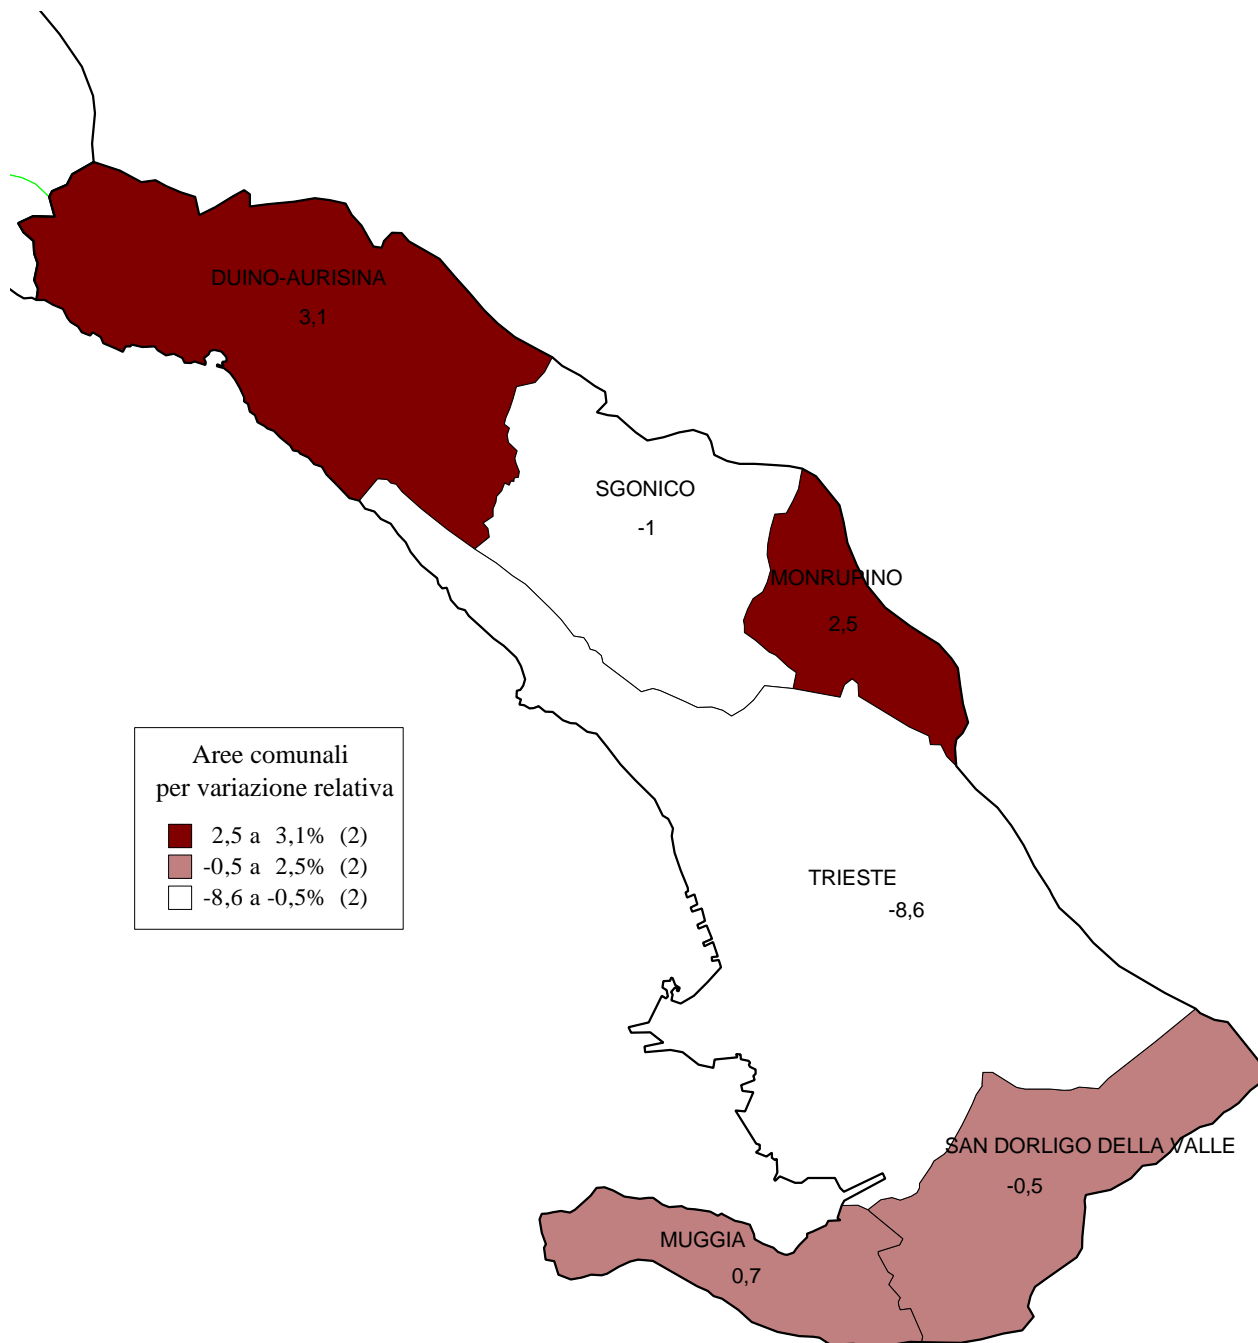 DUINO-AURISINA
3,1
SGONICO
-1
MONRUPINO
2,5
Aree comunali
per variazione relativa
2,5 a 3,1% (2)
-0,5 a 2,5% (2)
-8,6 a -0,5% (2)
TRIESTE
-8,6
SAN DORLIGO DELLA VALLE
-0,5
MUGGIA
0,7